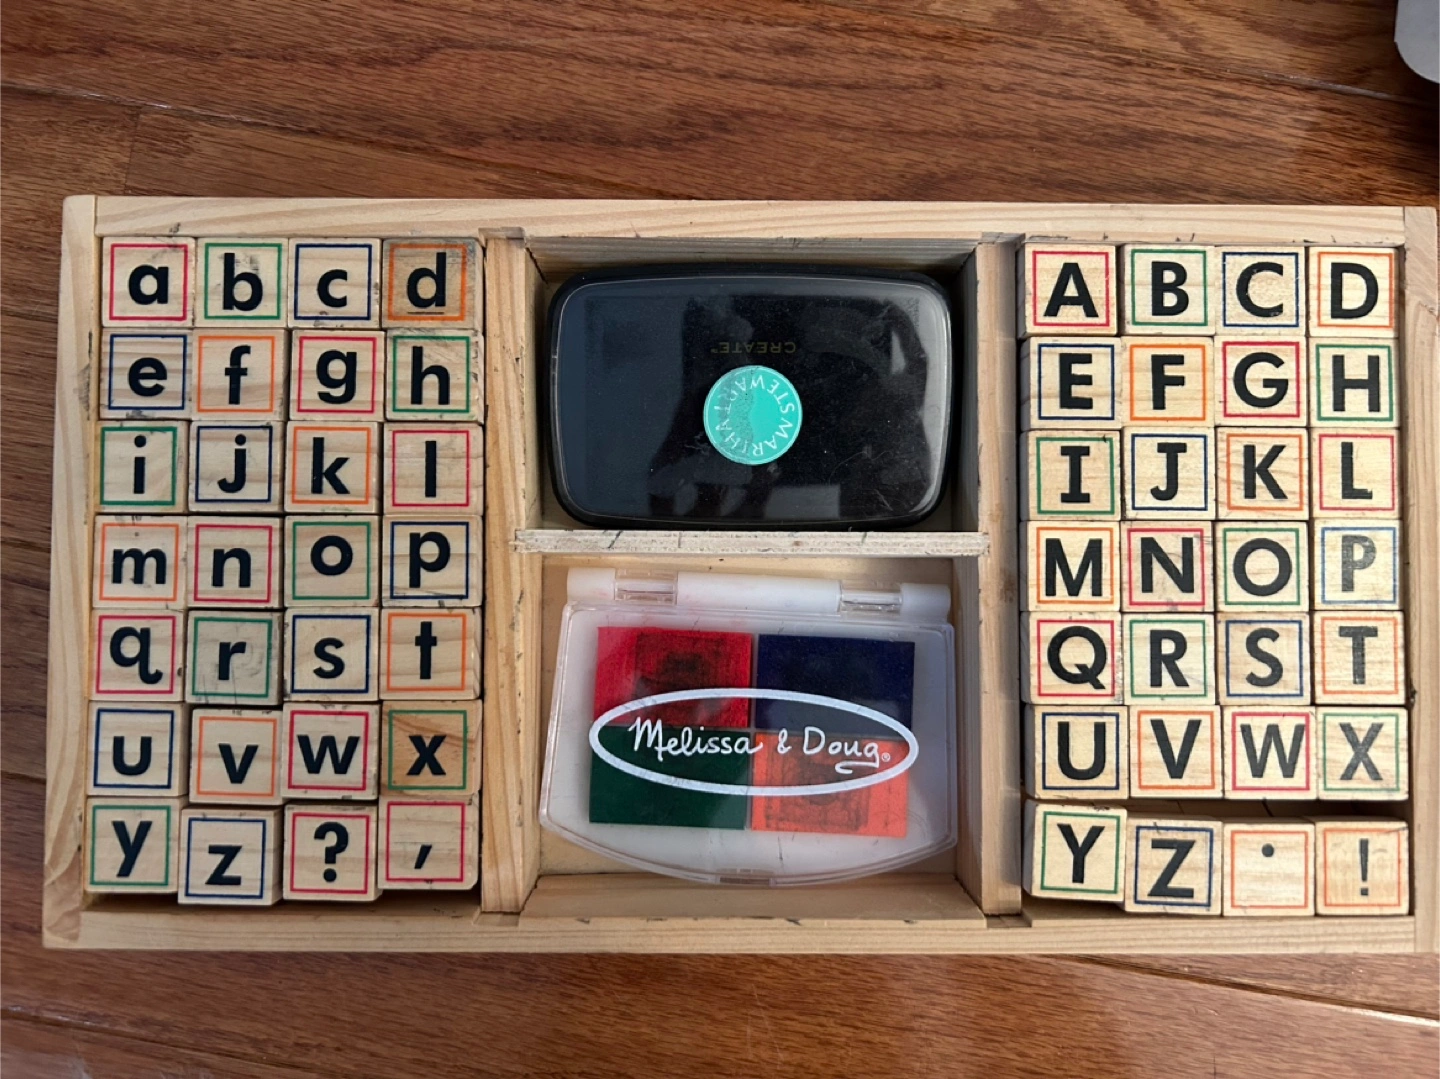 a b c d
e f g h
i j k l
m n o p
q r s t
u v w x
y z ? ,
CREATE
MARTHA
STEWART
Melissa & Doug®
A B C D
E F G H
I J K L
M N O P
Q R S T
U V W X
Y Z . !